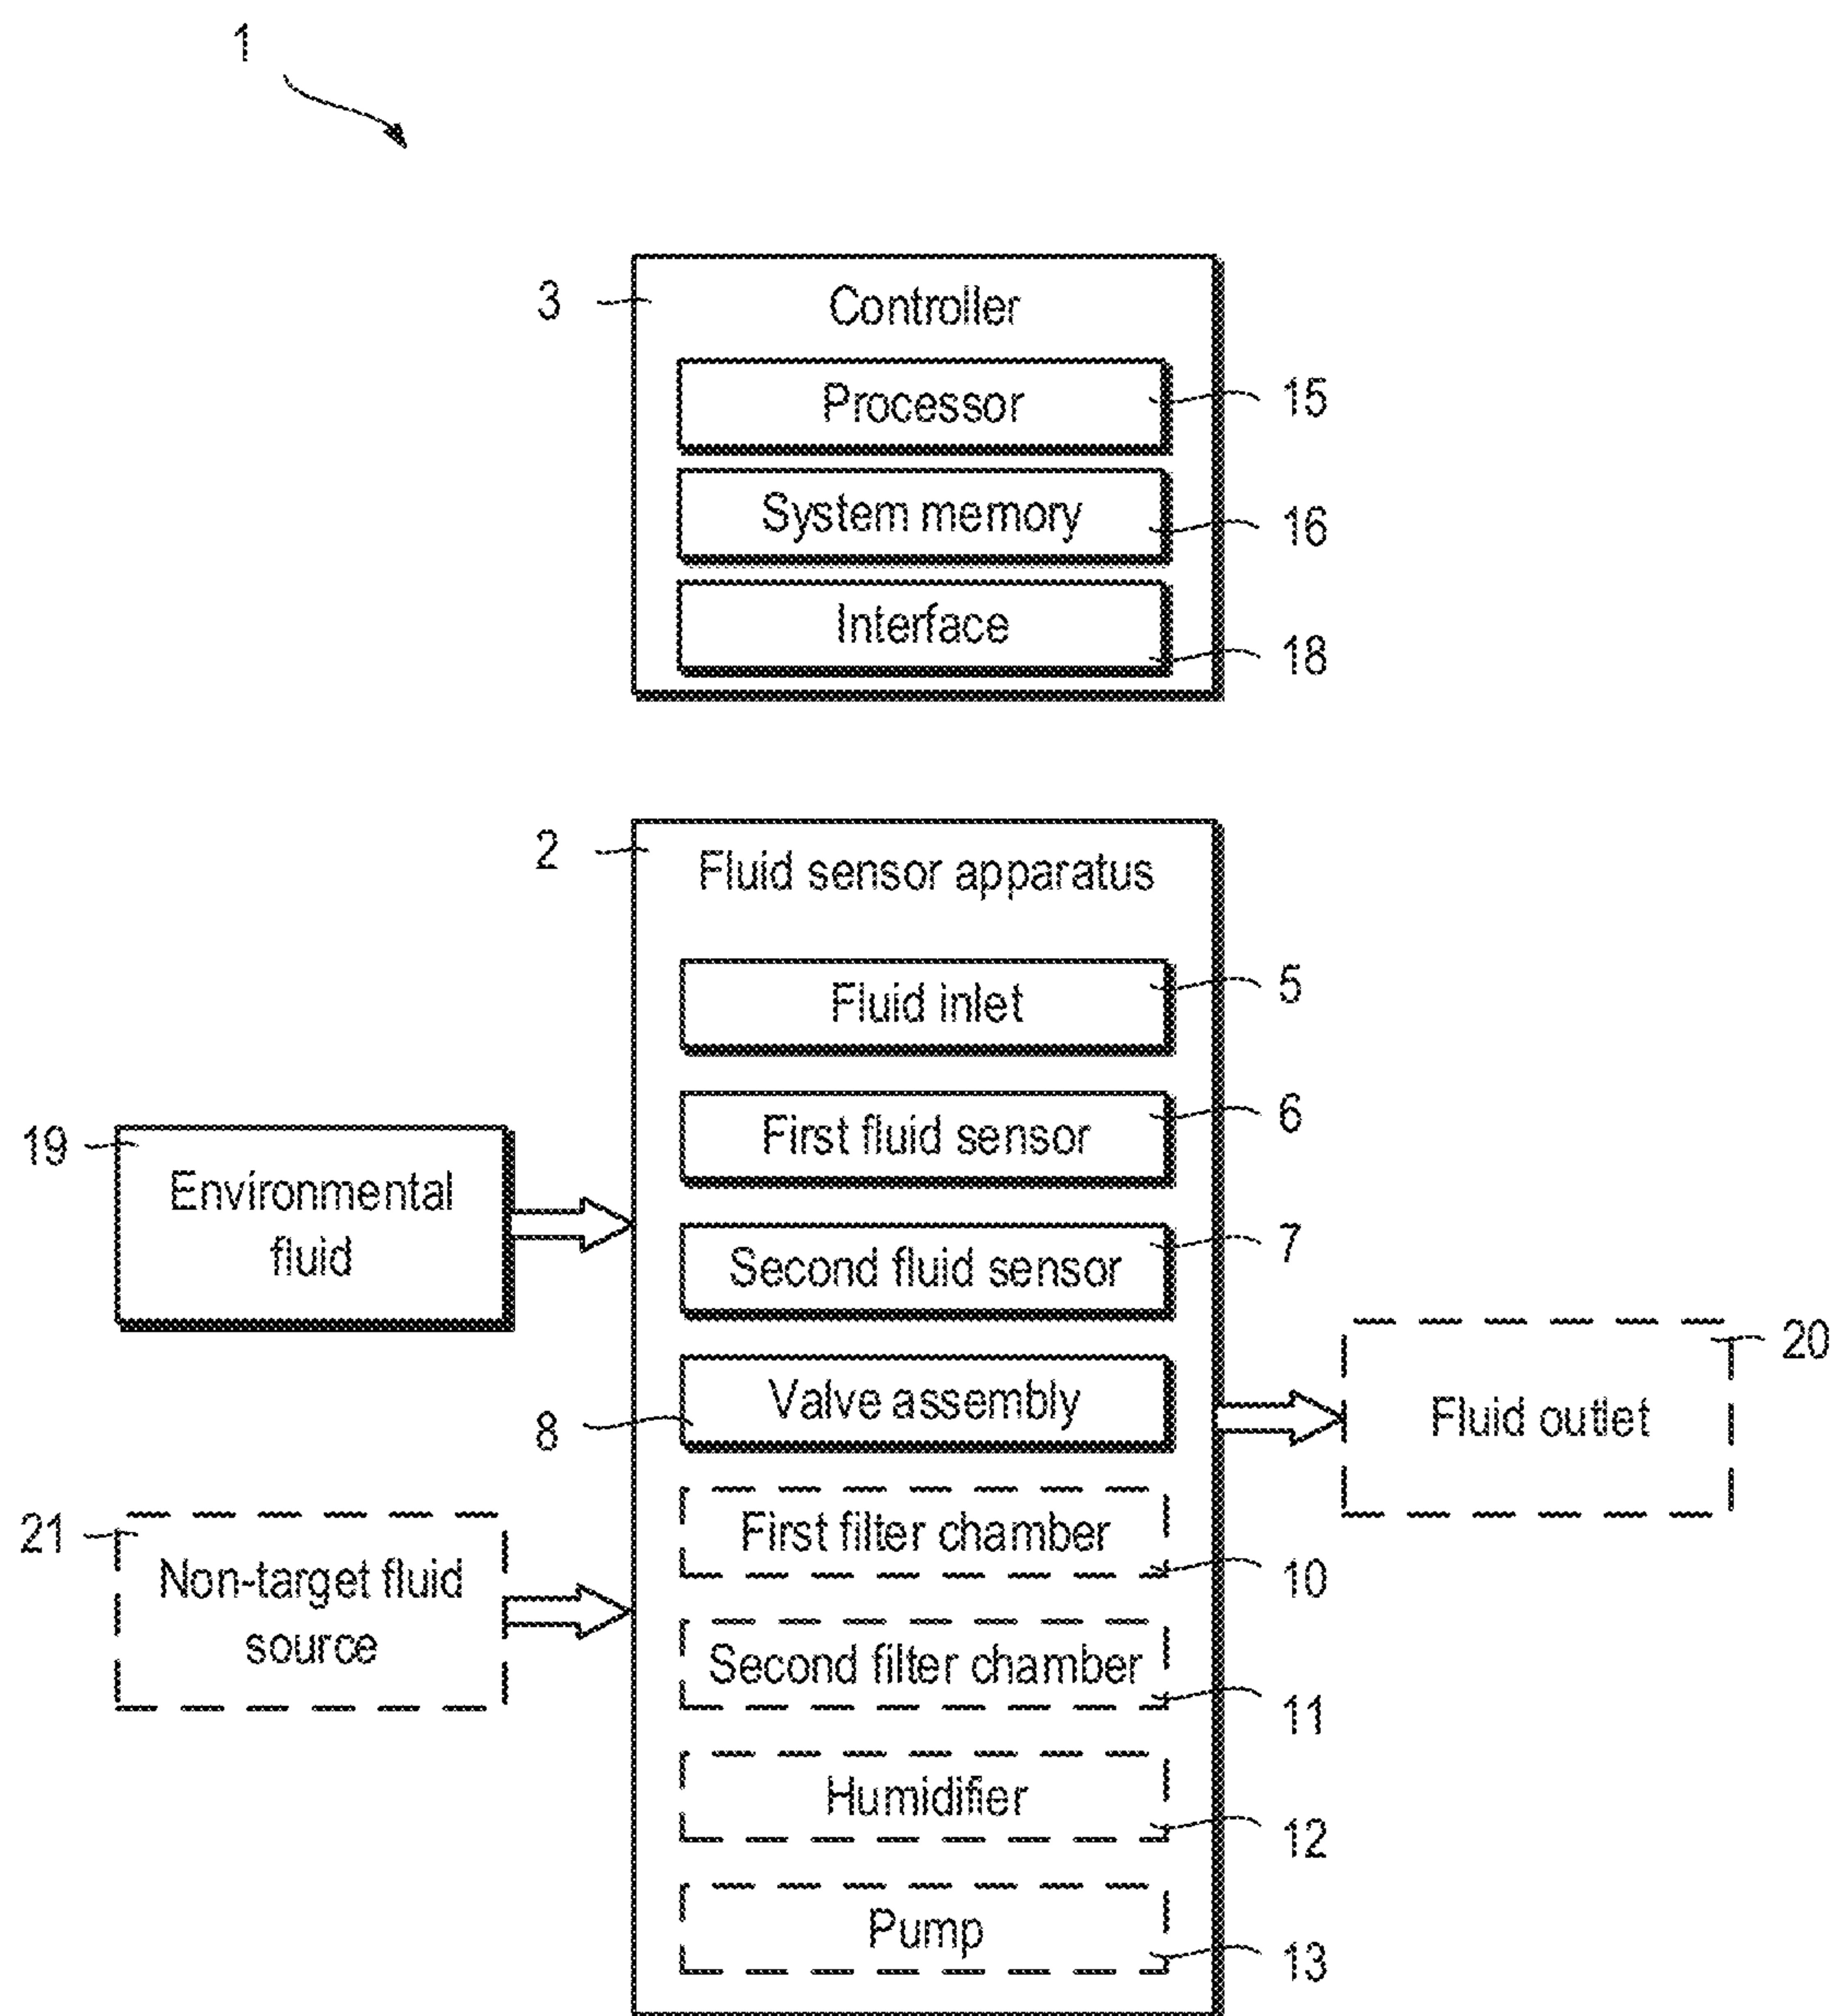 1
3
Controller
Processor
15
System memory
16
Interface
18
2
Fluid sensor apparatus
Fluid inlet
5
First fluid sensor
6
19
Environmental
fluid
Second fluid sensor
7
Valve assembly
8
20
Fluid outlet
First filter chamber
10
21
Non-target fluid
source
Second filter chamber
11
Humidifier
12
Pump
13